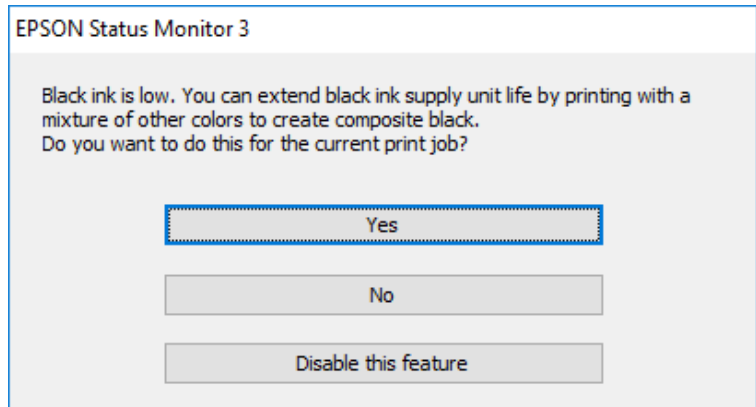 EPSON Status Monitor 3
Black ink is low. You can extend black ink supply unit life by printing with a
mixture of other colors to create composite black.
Do you want to do this for the current print job?
Yes
No
Disable this feature